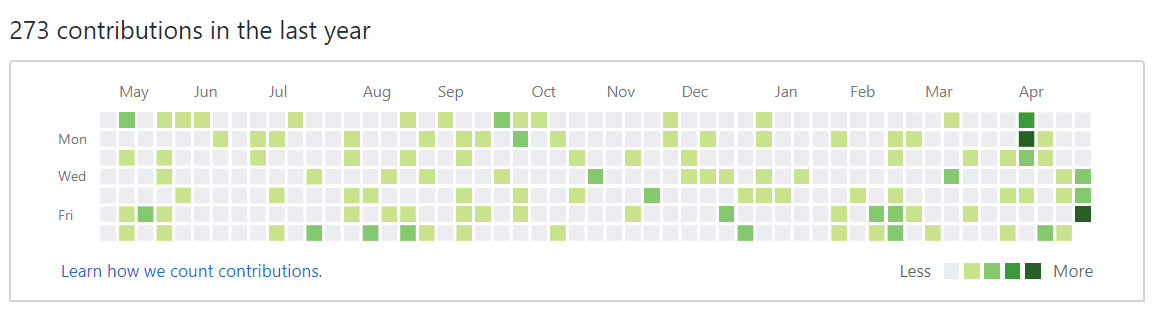 273 contributions in the last year
May Jun Jul Aug Sep Oct Nov Dec Jan Feb Mar Apr
Mon
Wed
Fri
Learn how we count contributions. Less More